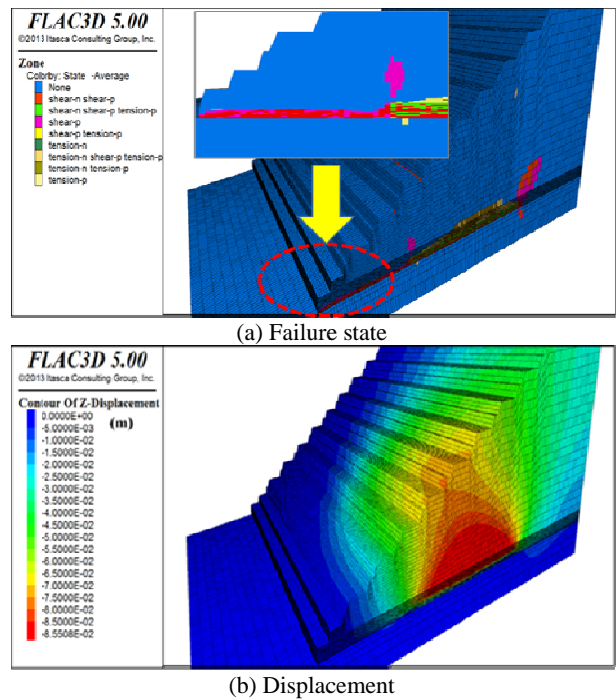 FLAC3D 5.00
©2013 Itasca Consulting Group, Inc.
Zone
Colorby: State -Average
None
shear-n shear-p
shear-n shear-p tension-p
shear-p
shear-p tension-p
tension-n
tension-n shear-p tension-p
tension-n tension-p
tension-p
(a) Failure state
FLAC3D 5.00
©2013 Itasca Consulting Group, Inc.
Contour Of Z-Displacement
(m)
0.0000E+00
-5.0000E-03
-1.0000E-02
-1.5000E-02
-2.0000E-02
-2.5000E-02
-3.0000E-02
-3.5000E-02
-4.0000E-02
-4.5000E-02
-5.0000E-02
-5.5000E-02
-6.0000E-02
-6.5000E-02
-7.0000E-02
-7.5000E-02
-8.0000E-02
-8.5000E-02
-8.5508E-02
(b) Displacement